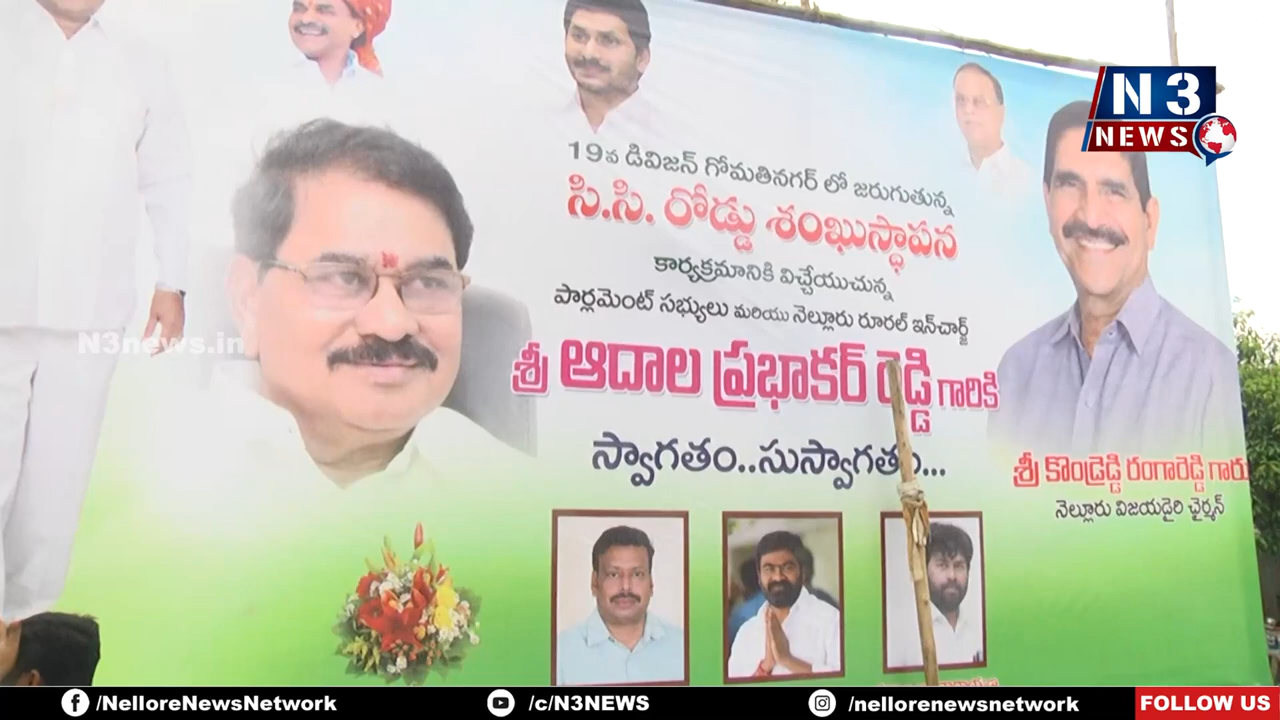 N3
NEWS
19వ డివిజన్ గోమతినగర్ లో జరుగుతున్న
సి.సి. రోడ్డు శంఖుస్థాపన
కార్యక్రమానికి విచ్చేయుచున్న
పార్లమెంట్ సభ్యులు మరియు నెల్లూరు రూరల్ ఇన్‌చార్జ్
శ్రీ ఆదాల ప్రభాకర్ రెడ్డి గారికి
స్వాగతం..సుస్వాగతం...
శ్రీ కొండ్రెడ్డి రంగారెడ్డి గారు
నెల్లూరు విజయడైరి ఛైర్మన్
N3news.in
/NelloreNewsNetwork
/c/N3NEWS
/nellorenewsnetwork
FOLLOW US